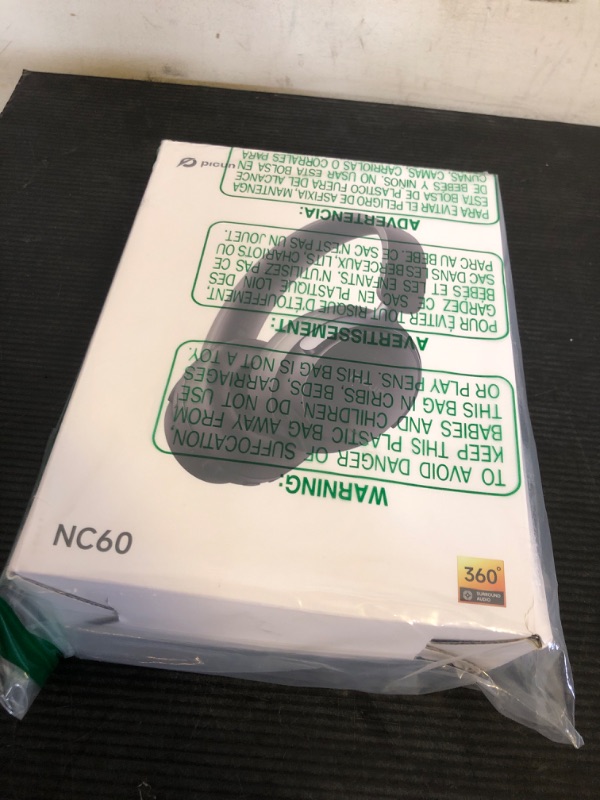 picun
WARNING:
TO AVOID DANGER OF SUFFOCATION,
KEEP THIS PLASTIC BAG AWAY FROM
BABIES AND CHILDREN. DO NOT USE
THIS BAG IN CRIBS, BEDS, CARRIAGES
OR PLAY PENS. THIS BAG IS NOT A TOY.
AVERTISSEMENT:
POUR ÉVITER TOUT RISQUE D'ÉTOUFFEMENT,
GARDEZ CE SAC EN PLASTIQUE LOIN DES
BÉBÉS ET LES ENFANTS. N'UTILISEZ PAS CE
SAC DANS LES BERCEAUX, LITS, CHARIOTS OU
PARC AU BÉBÉ. CE SAC N'EST PAS UN JOUET.
ADVERTENCIA:
PARA EVITAR EL PELIGRO DE ASFIXIA, MANTENGA
ESTA BOLSA DE PLASTICO FUERA DEL ALCANCE
DE BEBES Y NIÑOS. NO USAR ESTA BOLSA EN
CUNAS, CAMAS, CARRIOLAS O CORRALES PARA
NC60
360°
SURROUND
AUDIO